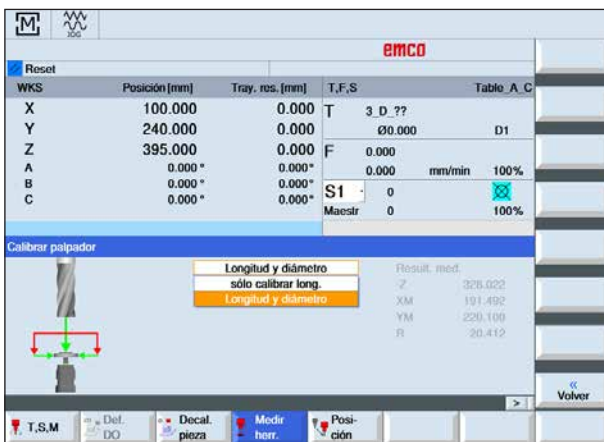 M
JOG
emco
Reset
WKS Posición [mm] Tray. res. [mm] T,F,S Table_A_C
X 100.000 0.000 T 3_D_??
Y 240.000 0.000 Ø0.000 D1
Z 395.000 0.000 F 0.000
A 0.000 ° 0.000° 0.000 mm/min 100%
B 0.000 ° 0.000° S1 0
C 0.000 ° 0.000° Maestr 0 100%
Calibrar palpador
Longitud y diámetro Result. med.
sólo calibrar long. Z 328.022
Longitud y diámetro XM 191.492
YM 220.100
R 20.412
« Volver
>
T,S,M Def. DO Decal. pieza Medir herr. Posi- ción